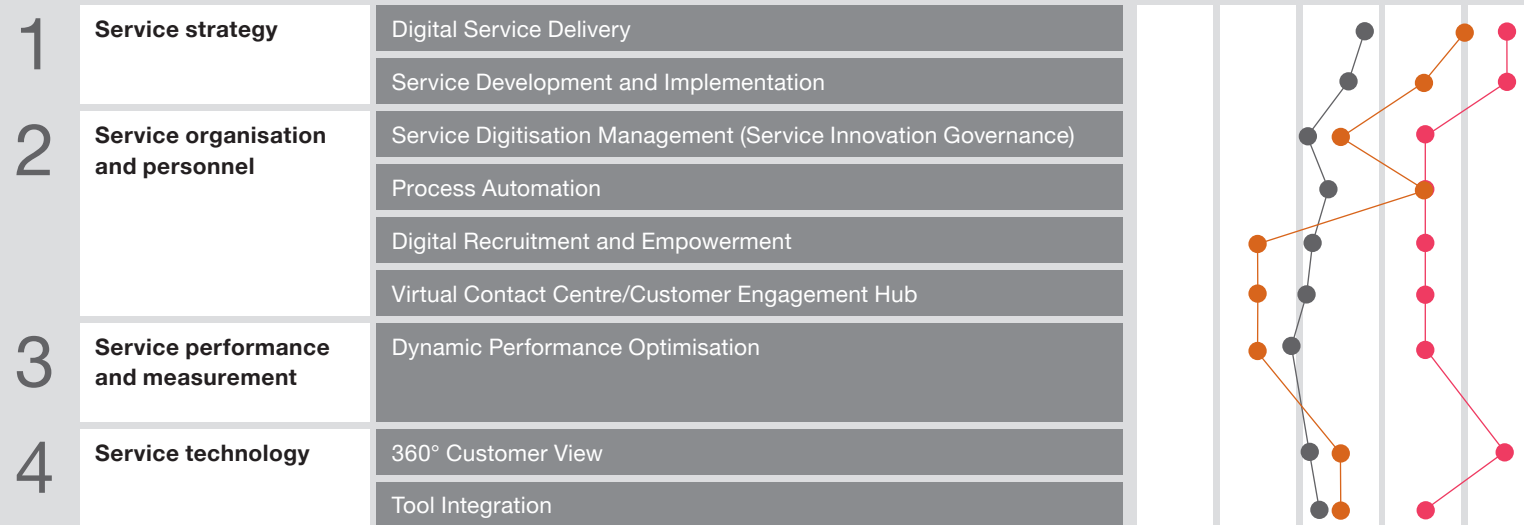 1
Service strategy
Digital Service Delivery
Service Development and Implementation
2
Service organisation
and personnel
Service Digitisation Management (Service Innovation Governance)
Process Automation
Digital Recruitment and Empowerment
Virtual Contact Centre/Customer Engagement Hub
3
Service performance
and measurement
Dynamic Performance Optimisation
4
Service technology
360° Customer View
Tool Integration